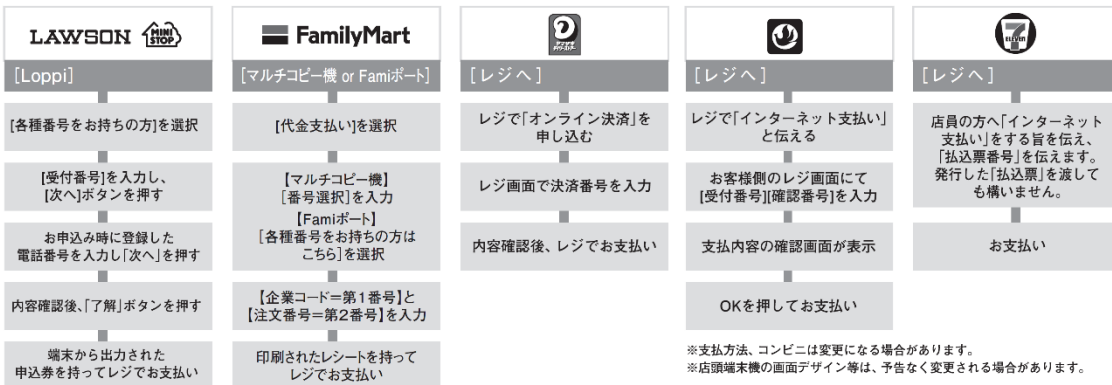 LAWSON MINI STOP
[Loppi]
[各種番号をお持ちの方]を選択
[受付番号]を入力し、
[次へ]ボタンを押す
お申込み時に登録した
電話番号を入力し「次へ」を押す
内容確認後、「了解」ボタンを押す
端末から出力された
申込券を持ってレジでお支払い
FamilyMart
[マルチコピー機 or Famiポート]
[代金支払い]を選択
【マルチコピー機】
[番号選択]を入力
【Famiポート】
[各種番号をお持ちの方は
こちら]を選択
【企業コード=第1番号】と
【注文番号=第2番号】を入力
印刷されたレシートを持って
レジでお支払い
[レジへ]
レジで「オンライン決済」を
申し込む
レジ画面で決済番号を入力
内容確認後、レジでお支払い
[レジへ]
レジで「インターネット支払い」
と伝える
お客様側のレジ画面にて
[受付番号][確認番号]を入力
支払内容の確認画面が表示
OKを押してお支払い
7
ELEVEN
[レジへ]
店員の方へ「インターネット
支払い」をする旨を伝え、
「払込票番号」を伝えます。
発行した「払込票」を渡して
も構いません。
お支払い
※支払方法、コンビニは変更になる場合があります。
※店頭端末機の画面デザイン等は、予告なく変更される場合があります。